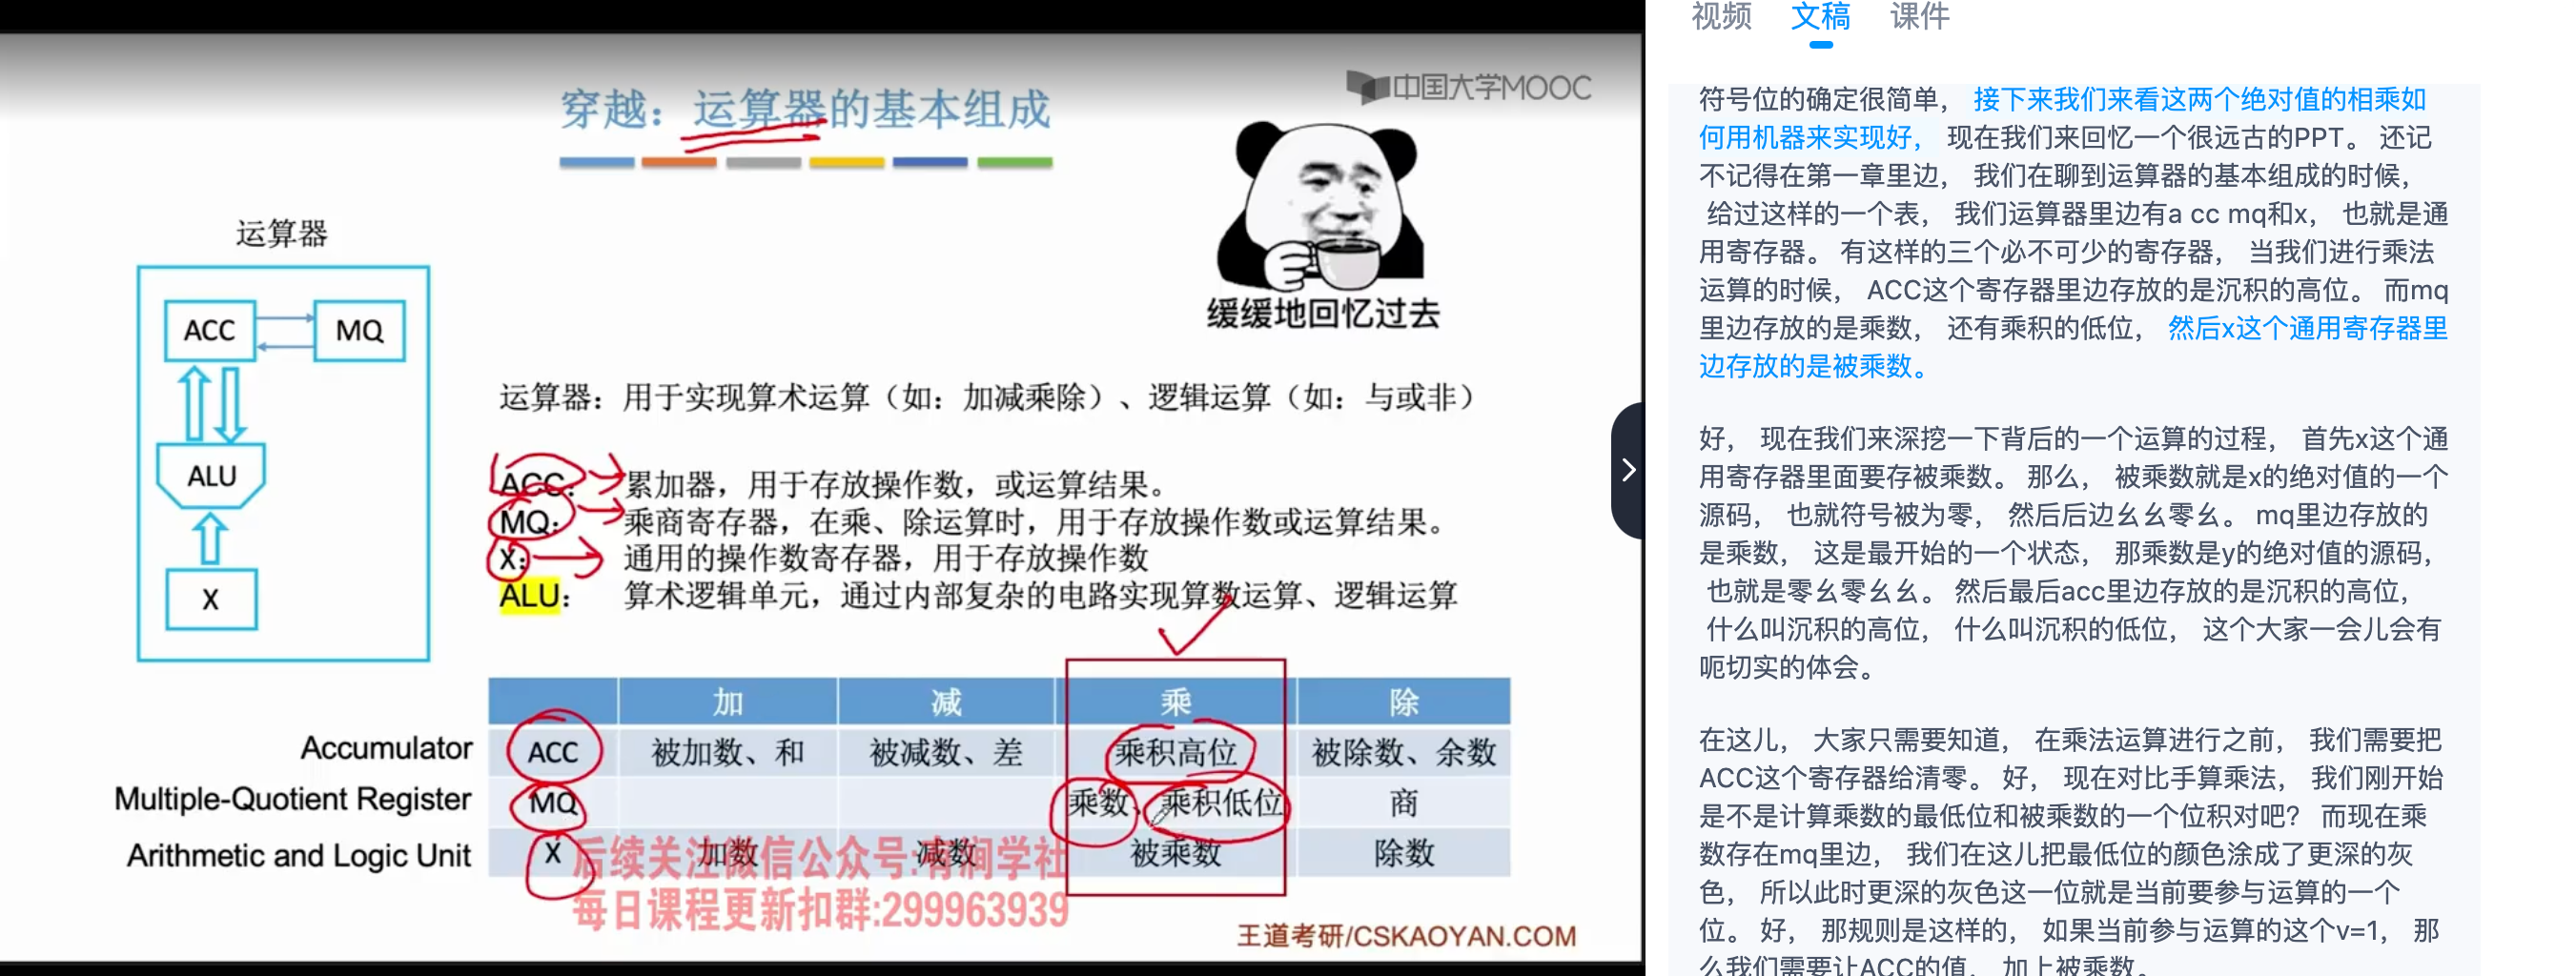 穿越：运算器的基本组成
中国大学MOOC
运算器
ACC
MQ
ALU
X
缓缓地回忆过去
运算器：用于实现算术运算（如：加减乘除）、逻辑运算（如：与或非）
ACC： 累加器，用于存放操作数，或运算结果。
MQ： 乘商寄存器，在乘、除运算时，用于存放操作数或运算结果。
X： 通用的操作数寄存器，用于存放操作数
ALU： 算术逻辑单元，通过内部复杂的电路实现算数运算、逻辑运算
加 减 乘 除
Accumulator ACC 被加数、和 被减数、差 乘积高位 被除数、余数
Multiple-Quotient Register MQ 乘数、乘积低位 商
Arithmetic and Logic Unit X 加数 减数 被乘数 除数
后续关注微信公众号:有润学社
每日课程更新扣群:299963939
王道考研/CSKAOYAN.COM
视频 文稿 课件
符号位的确定很简单， 接下来我们来看这两个绝对值的相乘如
何用机器来实现好， 现在我们来回忆一个很远古的PPT。 还记
不记得在第一章里边， 我们在聊到运算器的基本组成的时候，
给过这样的一个表， 我们运算器里边有a cc mq和x， 也就是通
用寄存器。 有这样的三个必不可少的寄存器， 当我们进行乘法
运算的时候， ACC这个寄存器里边存放的是沉积的高位。 而mq
里边存放的是乘数， 还有乘积的低位， 然后x这个通用寄存器里
边存放的是被乘数。
好， 现在我们来深挖一下背后的一个运算的过程， 首先x这个通
用寄存器里面要存被乘数。 那么， 被乘数就是x的绝对值的一个
源码， 也就符号被为零， 然后后边幺幺零幺。 mq里边存放的
是乘数， 这是最开始的一个状态， 那乘数是y的绝对值的源码，
也就是零幺零幺幺。 然后最后acc里边存放的是沉积的高位，
什么叫沉积的高位， 什么叫沉积的低位， 这个大家一会儿会有
呃切实的体会。
在这儿， 大家只需要知道， 在乘法运算进行之前， 我们需要把
ACC这个寄存器给清零。 好， 现在对比手算乘法， 我们刚开始
是不是计算乘数的最低位和被乘数的一个位积对吧？ 而现在乘
数存在mq里边， 我们在这儿把最低位的颜色涂成了更深的灰
色， 所以此时更深的灰色这一位就是当前要参与运算的一个
位。 好， 那规则是这样的， 如果当前参与运算的这个v=1， 那
么我们需要让ACC的值， 加上被乘数。